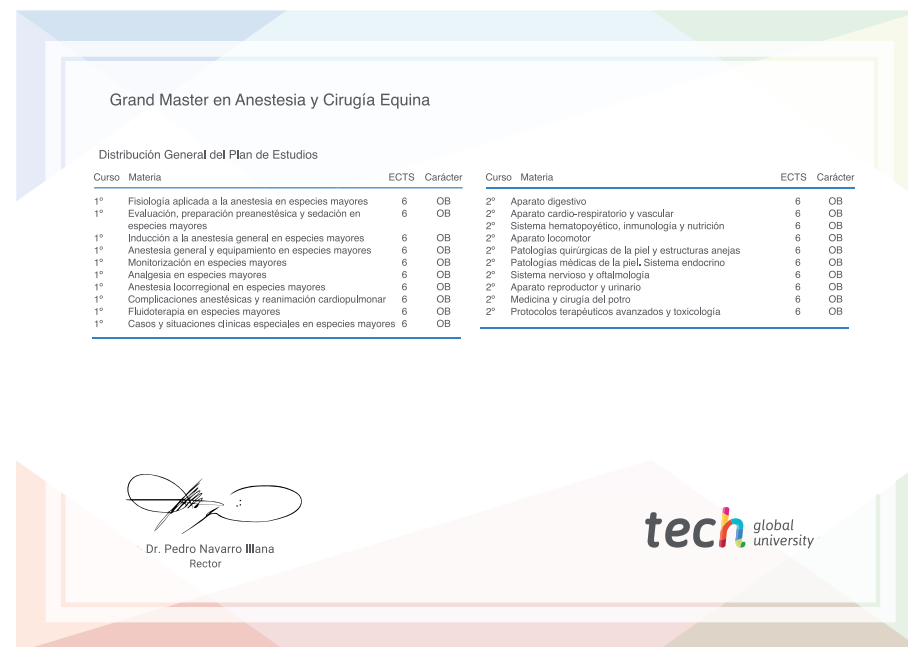 Grand Master en Anestesia y Cirugía Equina
Distribución General del Plan de Estudios
Curso Materia ECTS Carácter
1º Fisiología aplicada a la anestesia en especies mayores 6 OB
1º Evaluación, preparación preanestésica y sedación en 6 OB
especies mayores
1º Inducción a la anestesia general en especies mayores 6 OB
1º Anestesia general y equipamiento en especies mayores 6 OB
1º Monitorización en especies mayores 6 OB
1º Analgesia en especies mayores 6 OB
1º Anestesia locorregional en especies mayores 6 OB
1º Complicaciones anestésicas y reanimación cardiopulmonar 6 OB
1º Fluidoterapia en especies mayores 6 OB
1º Casos y situaciones clínicas especiales en especies mayores 6 OB
Curso Materia ECTS Carácter
2º Aparato digestivo 6 OB
2º Aparato cardio-respiratorio y vascular 6 OB
2º Sistema hematopoyético, inmunología y nutrición 6 OB
2º Aparato locomotor 6 OB
2º Patologías quirúrgicas de la piel y estructuras anejas 6 OB
2º Patologías médicas de la piel. Sistema endocrino 6 OB
2º Sistema nervioso y oftalmología 6 OB
2º Aparato reproductor y urinario 6 OB
2º Medicina y cirugía del potro 6 OB
2º Protocolos terapéuticos avanzados y toxicología 6 OB
Dr. Pedro Navarro Illana
Rector
tech global
university